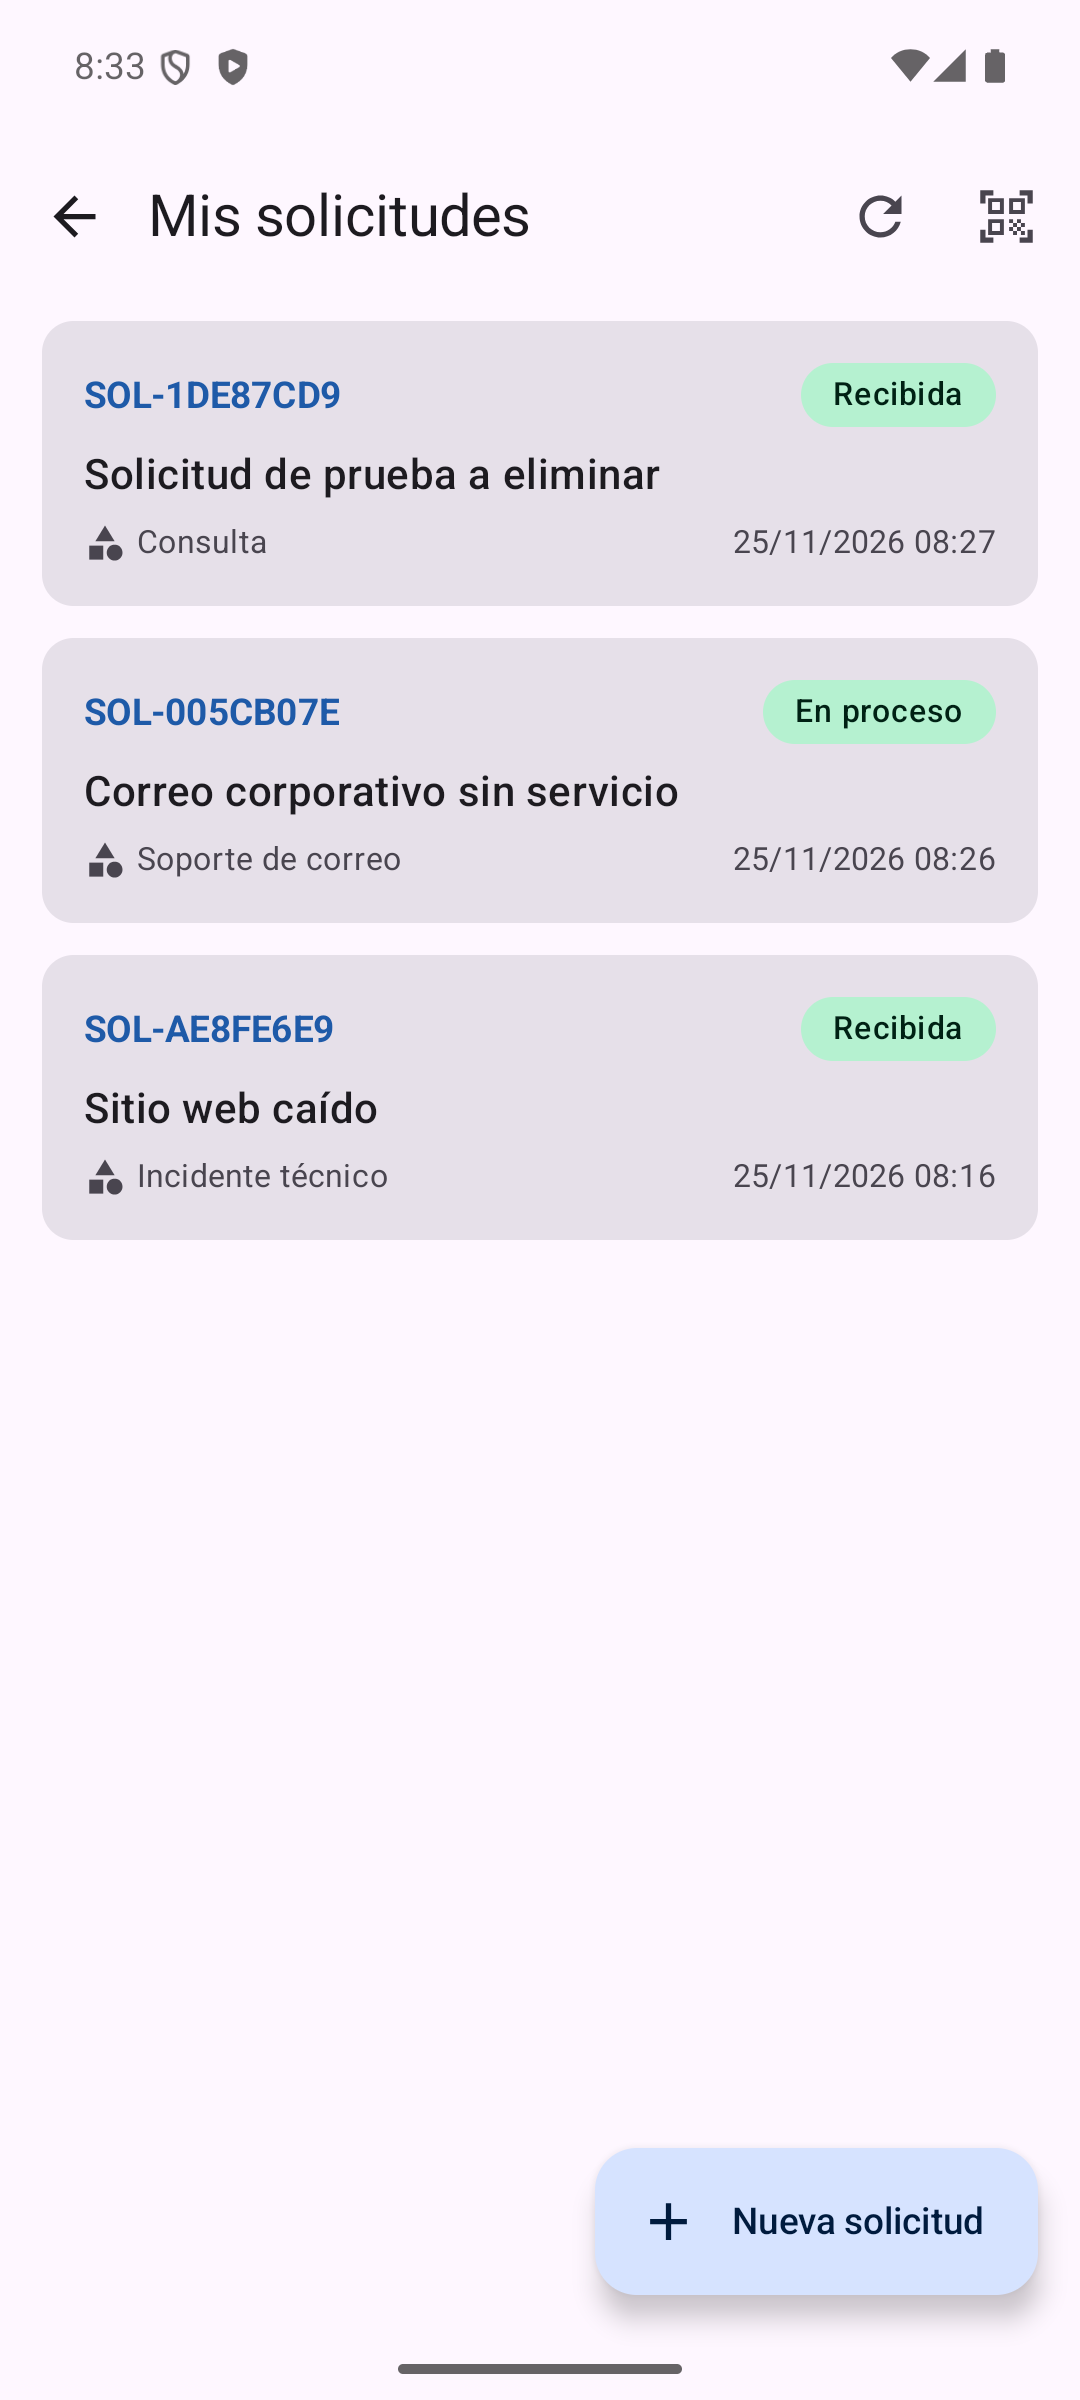 8:33
Mis solicitudes
SOL-1DE87CD9
Recibida
Solicitud de prueba a eliminar
Consulta
25/11/2026 08:27
SOL-005CB07E
En proceso
Correo corporativo sin servicio
Soporte de correo
25/11/2026 08:26
SOL-AE8FE6E9
Recibida
Sitio web caído
Incidente técnico
25/11/2026 08:16
Nueva solicitud